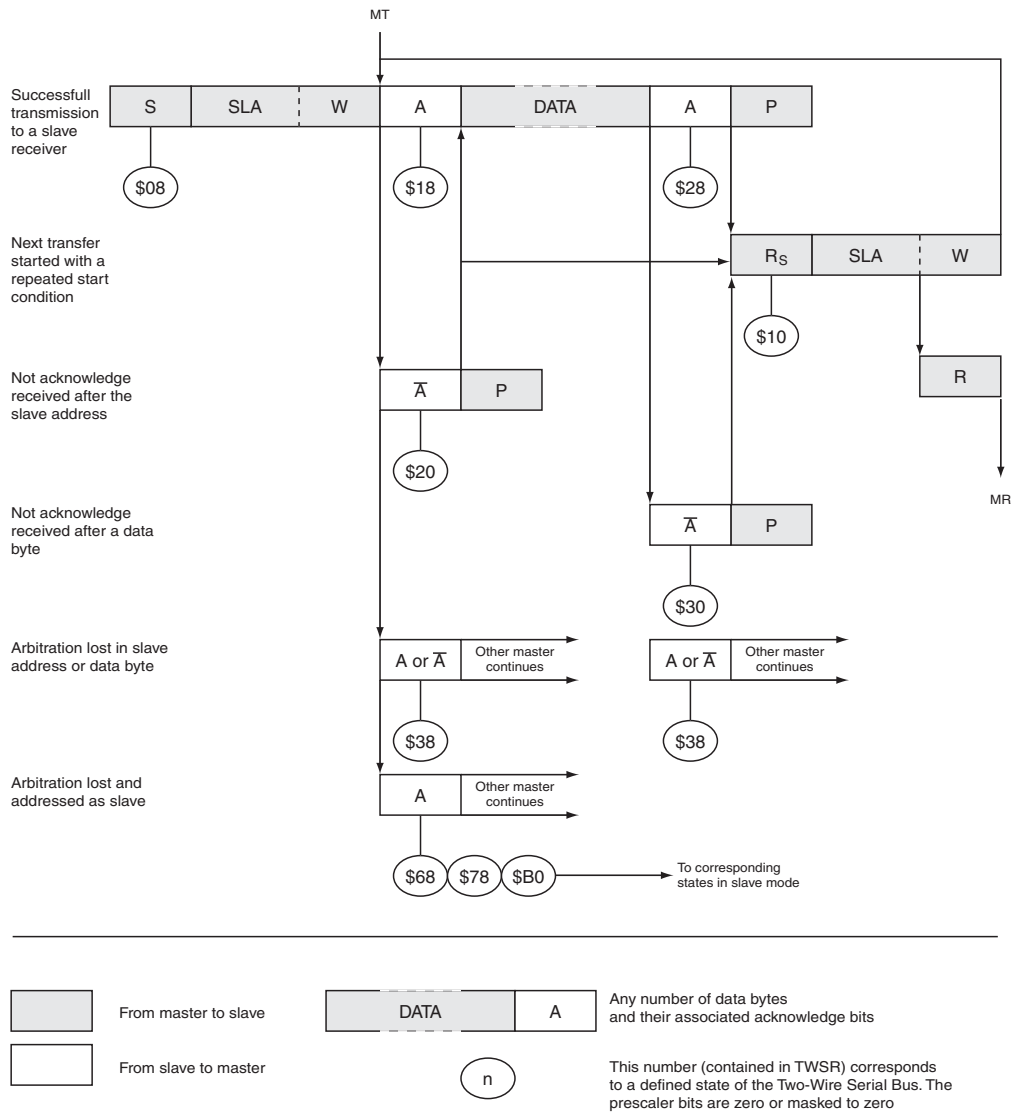 MT
Successfull
transmission
to a slave
receiver
S SLA W A DATA A P
$08 $18 $28
Next transfer
started with a
repeated start
condition
RS SLA W
$10
Not acknowledge
received after the
slave address
A̅ P
R
$20
MR
Not acknowledge
received after a data
byte
A̅ P
$30
Arbitration lost in slave
address or data byte
A or A̅
Other master
continues
A or A̅
Other master
continues
$38 $38
Arbitration lost and
addressed as slave
A
Other master
continues
$68 $78 $B0
To corresponding
states in slave mode
From master to slave
DATA A
Any number of data bytes
and their associated acknowledge bits
From slave to master
n
This number (contained in TWSR) corresponds
to a defined state of the Two-Wire Serial Bus. The
prescaler bits are zero or masked to zero